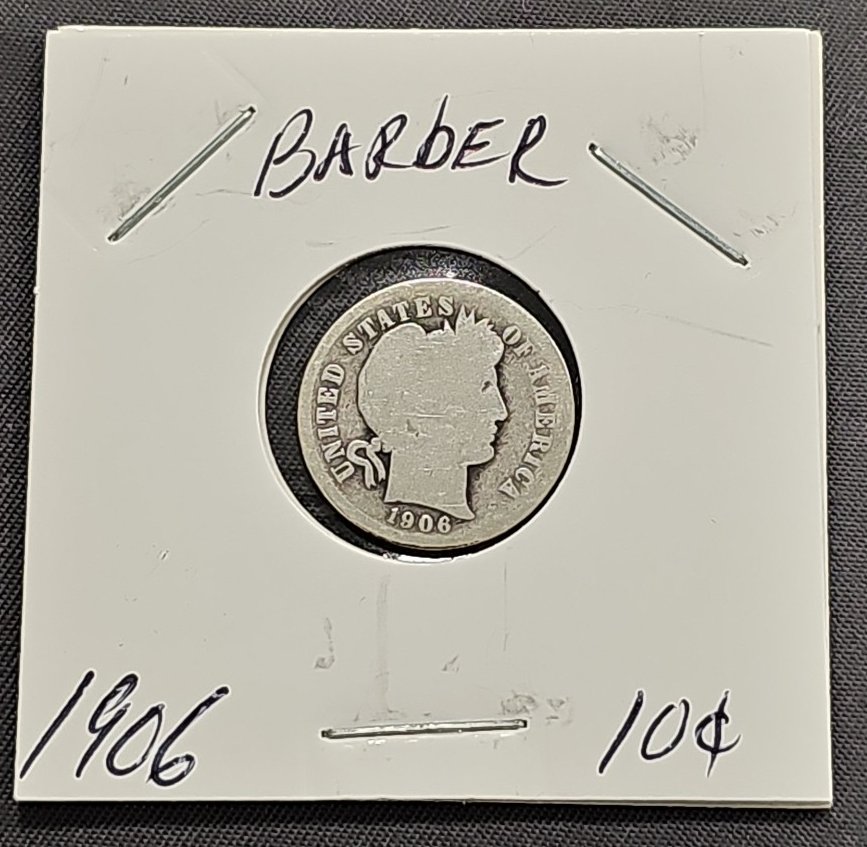 BARBER
UNITED STATES OF AMERICA
1906
1906 10¢